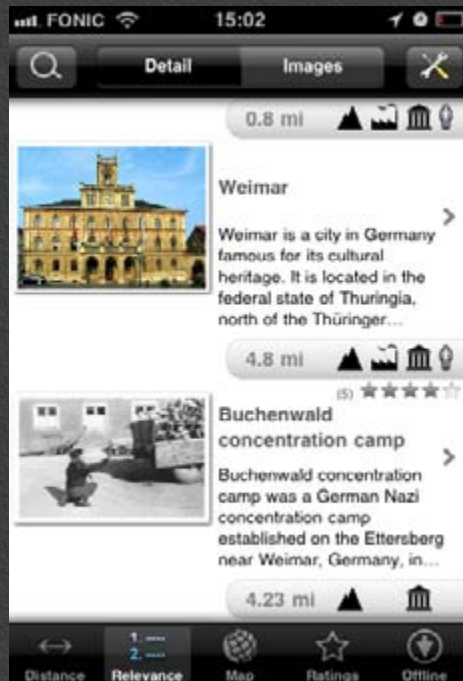 FONIC 15:02
Detail Images
0.8 mi
Weimar
Weimar is a city in Germany
famous for its cultural
heritage. It is located in the
federal state of Thuringia,
north of the Thüringer...
4.8 mi
(5)
Buchenwald
concentration camp
Buchenwald concentration
camp was a German Nazi
concentration camp
established on the Ettersberg
near Weimar, Germany, in...
4.23 mi
1. ----
2. ----
Distance Relevance Map Ratings Offline